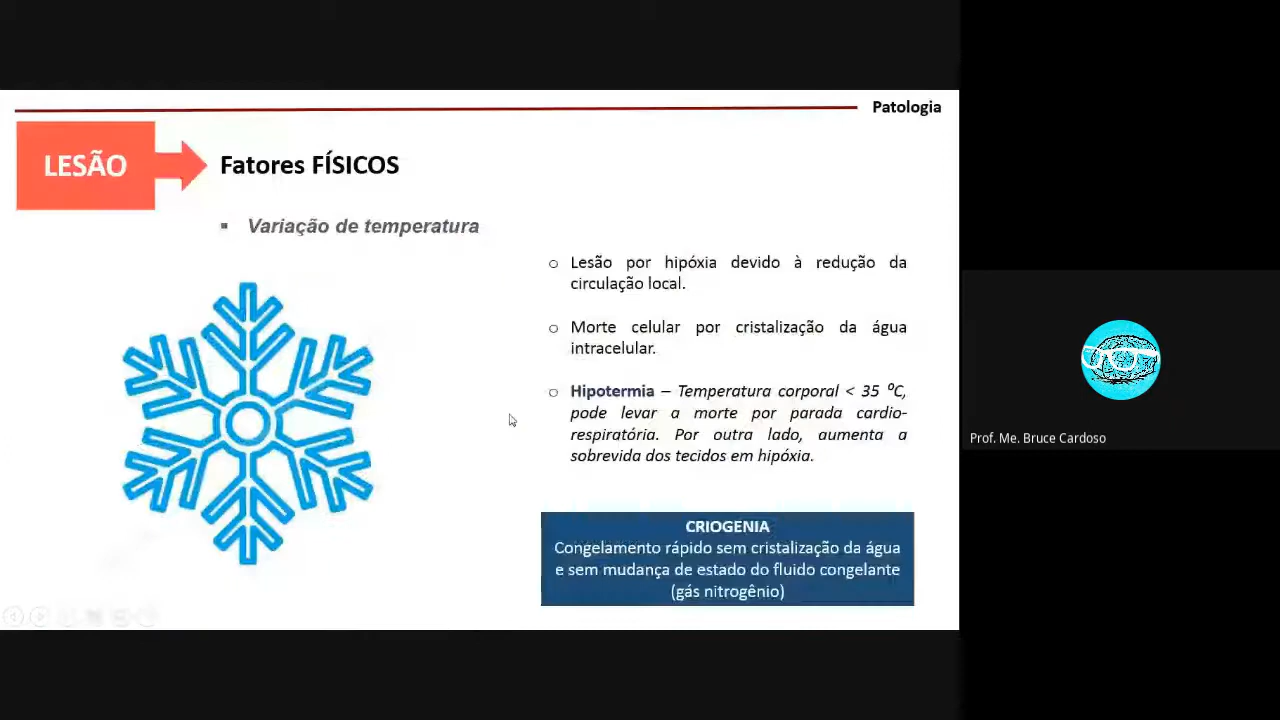 Patologia
LESÃO
Fatores FÍSICOS
▪ Variação de temperatura
o Lesão por hipóxia devido à redução da
circulação local.
o Morte celular por cristalização da água
intracelular.
o Hipotermia – Temperatura corporal < 35 ⁰C,
pode levar a morte por parada cardio-
respiratória. Por outra lado, aumenta a
sobrevida dos tecidos em hipóxia.
CRIOGENIA
Congelamento rápido sem cristalização da água
e sem mudança de estado do fluido congelante
(gás nitrogênio)
Prof. Me. Bruce Cardoso